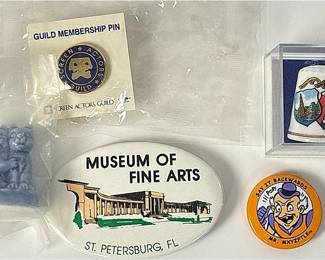 GUILD MEMBERSHIP PIN
SCREEN ACTORS
GUILD
SCREEN ACTORS GUILD
MUSEUM OF
FINE ARTS
ST. PETERSBURG, FL
SAY IT BACKWARDS
POP!
MR. MXYZPTLK